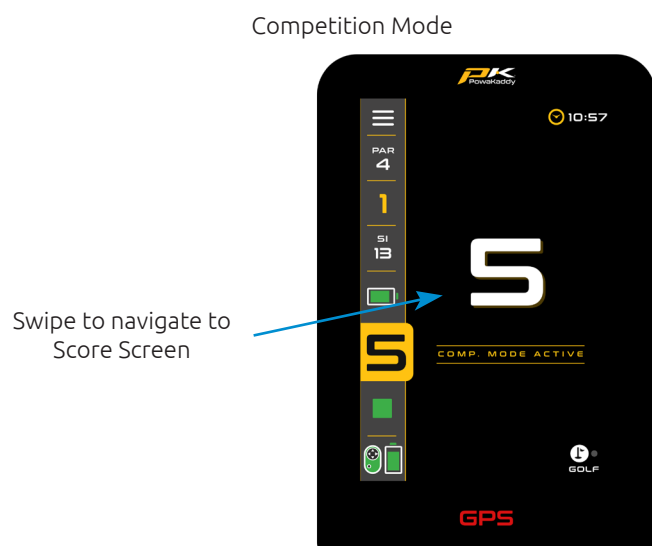 Competition Mode
PK
PowaKaddy
10:57
PAR
4
1
SI
13
5
Swipe to navigate to
Score Screen
5
COMP. MODE ACTIVE
GOLF
GPS